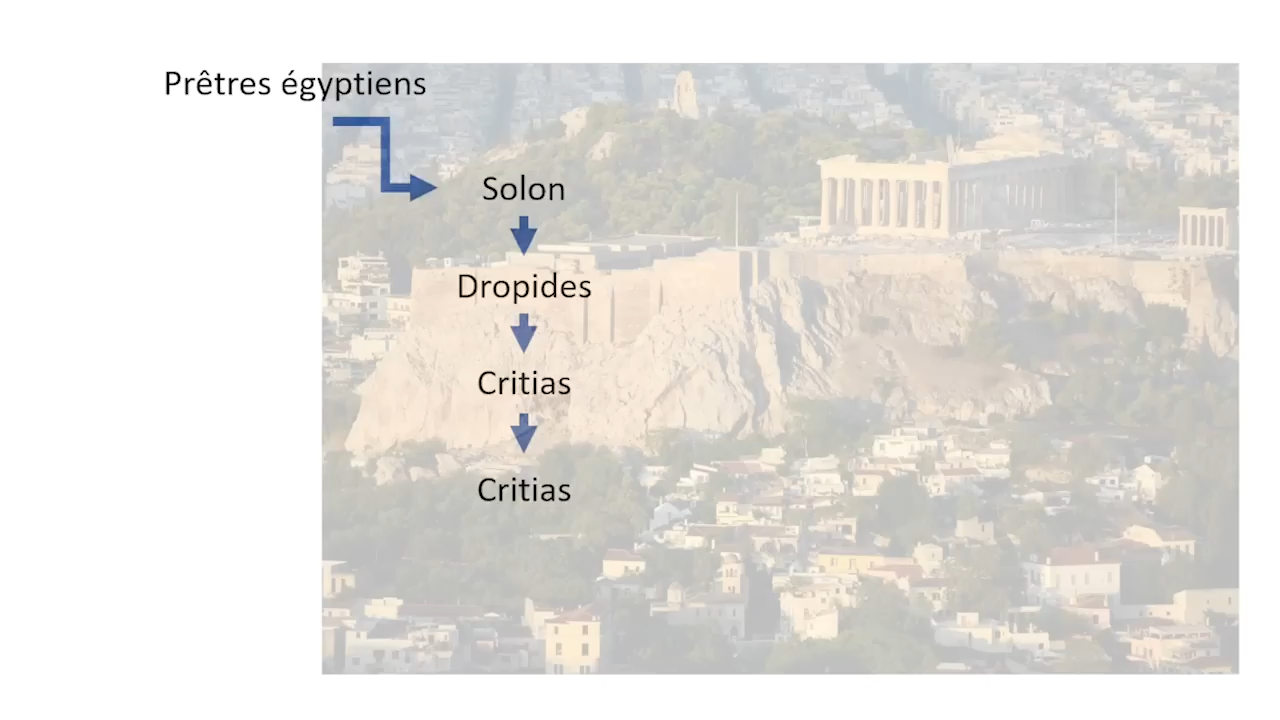 Prêtres égyptiens
Solon
Dropides
Critias
Critias